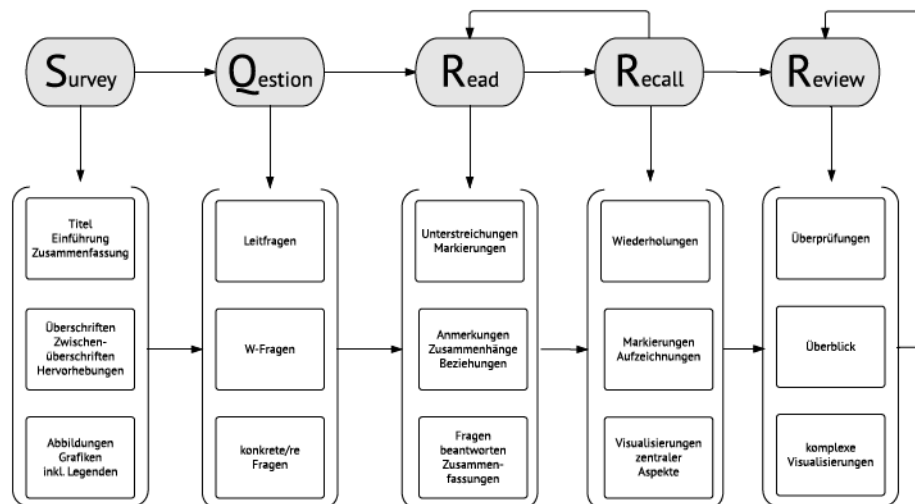 Survey
Qestion
Read
Recall
Review
Titel
Einführung
Zusammenfassung
Überschriften
Zwischen-
überschriften
Hervorhebungen
Abbildungen
Grafiken
inkl. Legenden
Leitfragen
W-Fragen
konkrete/re
Fragen
Unterstreichungen
Markierungen
Anmerkungen
Zusammenhänge
Beziehungen
Fragen
beantworten
Zusammen-
fassungen
Wiederholungen
Markierungen
Aufzeichnungen
Visualisierungen
zentraler
Aspekte
Überprüfungen
Überblick
komplexe
Visualisierungen